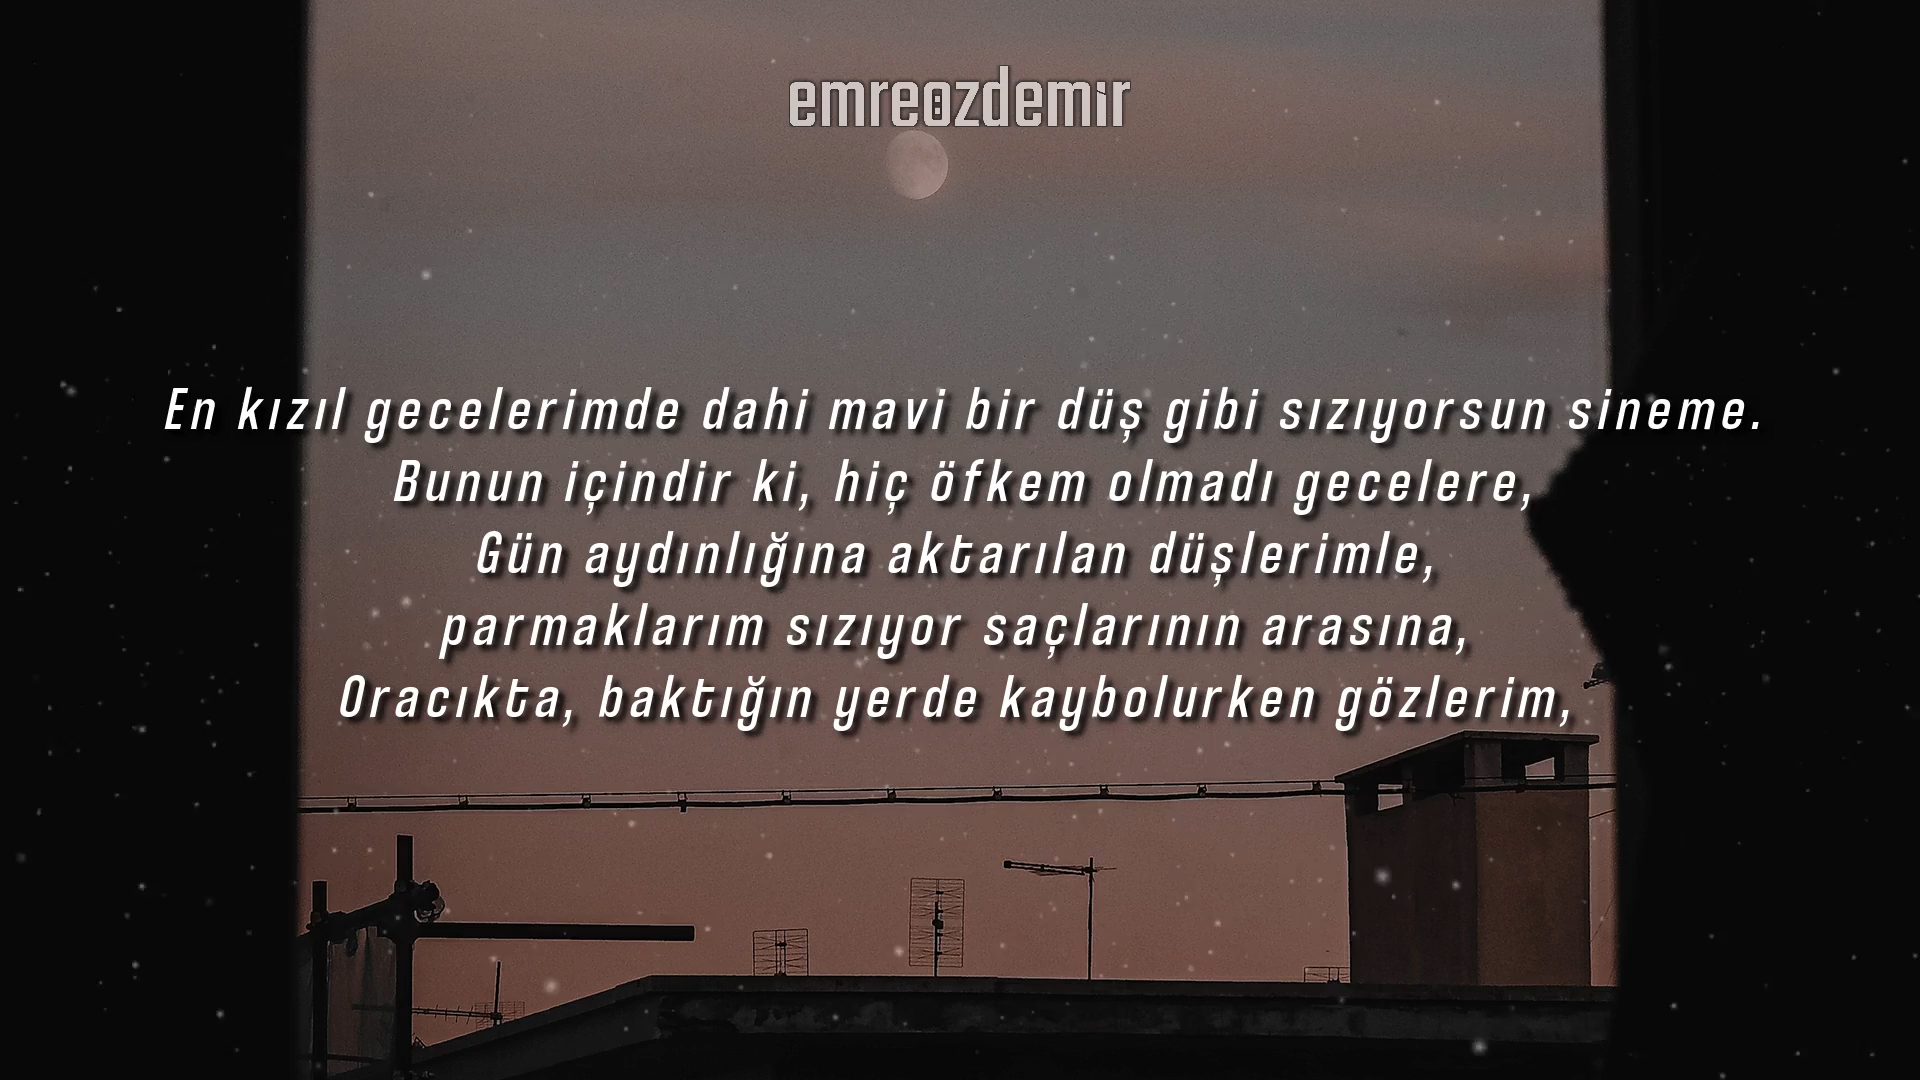 emreözdemir
En kızıl gecelerimde dahi mavi bir düş gibi sızıyorsun sineme.
Bunun içindir ki, hiç öfkem olmadı gecelere,
Gün aydınlığına aktarılan düşlerimle,
parmaklarım sızıyor saçlarının arasına,
Oracıkta, baktığın yerde kaybolurken gözlerim,